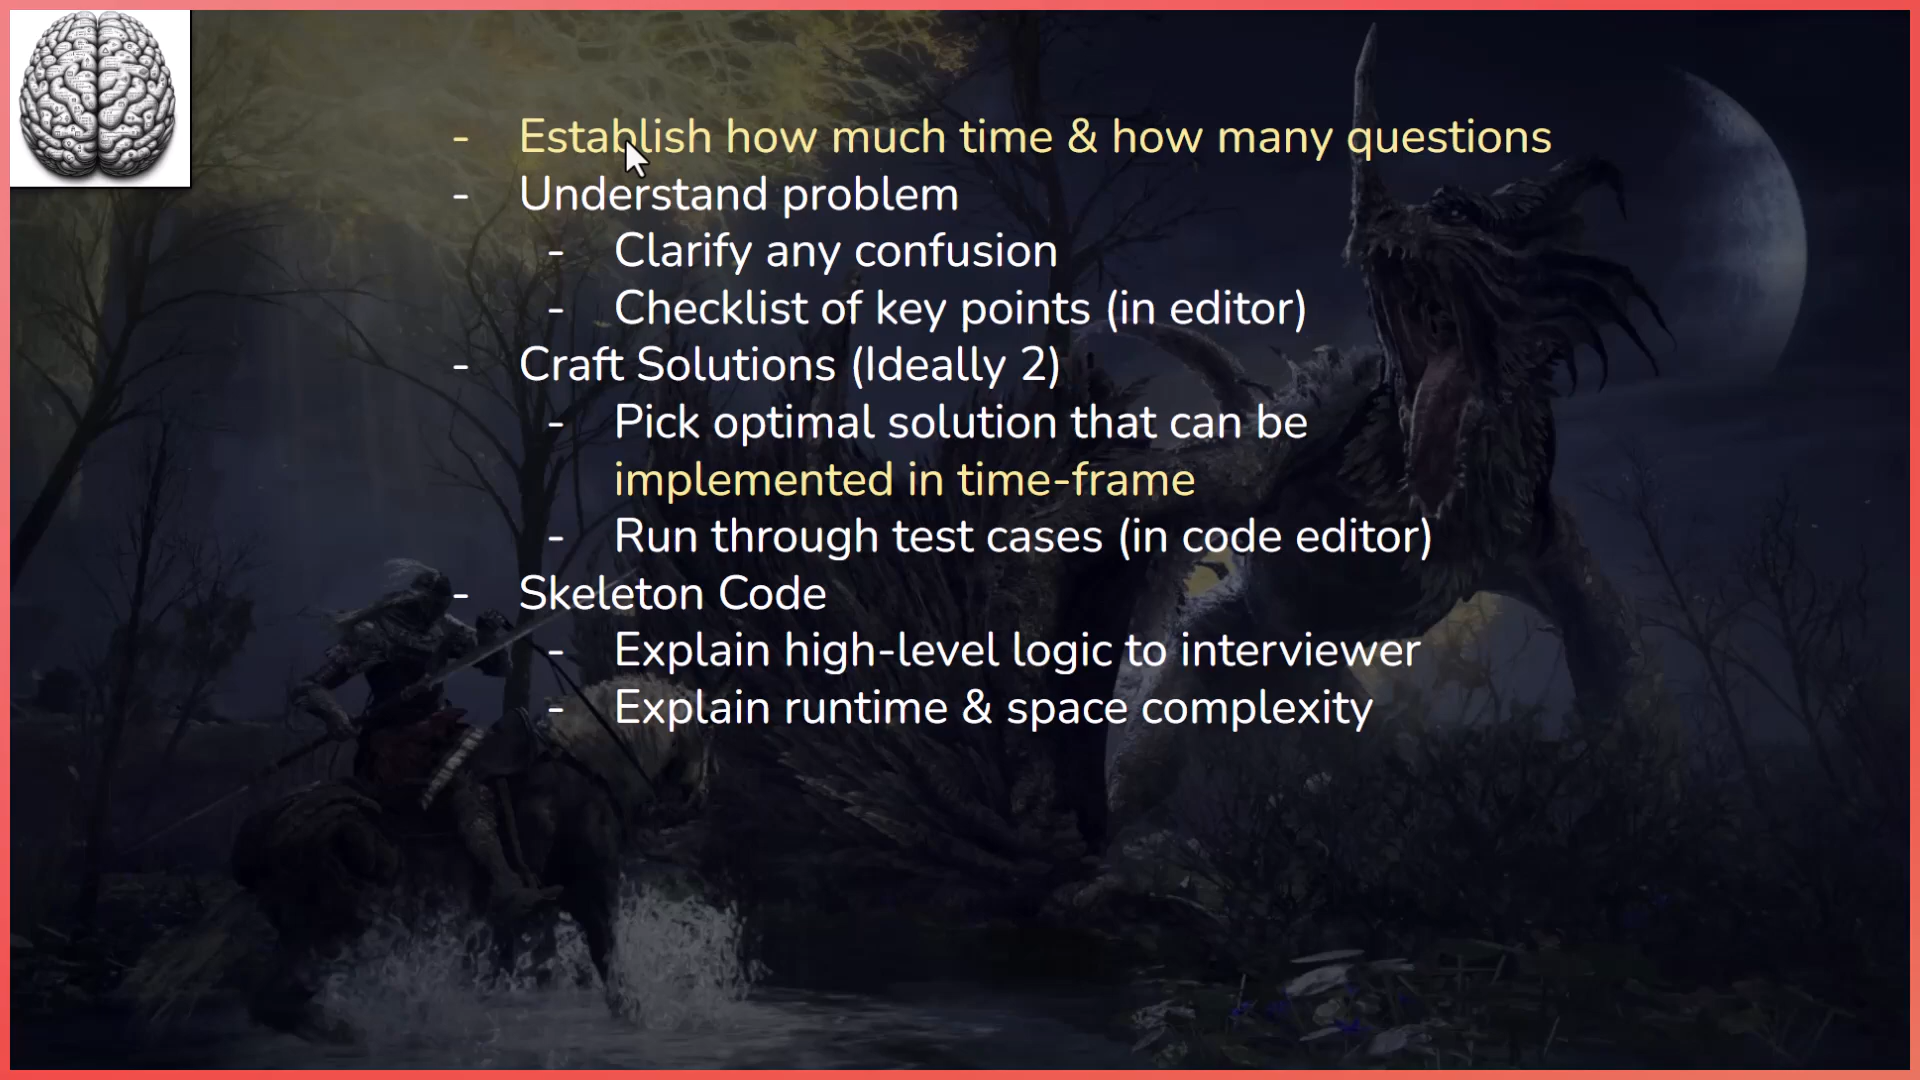 - Establish how much time & how many questions
- Understand problem
- Clarify any confusion
- Checklist of key points (in editor)
- Craft Solutions (Ideally 2)
- Pick optimal solution that can be
implemented in time-frame
- Run through test cases (in code editor)
- Skeleton Code
- Explain high-level logic to interviewer
- Explain runtime & space complexity